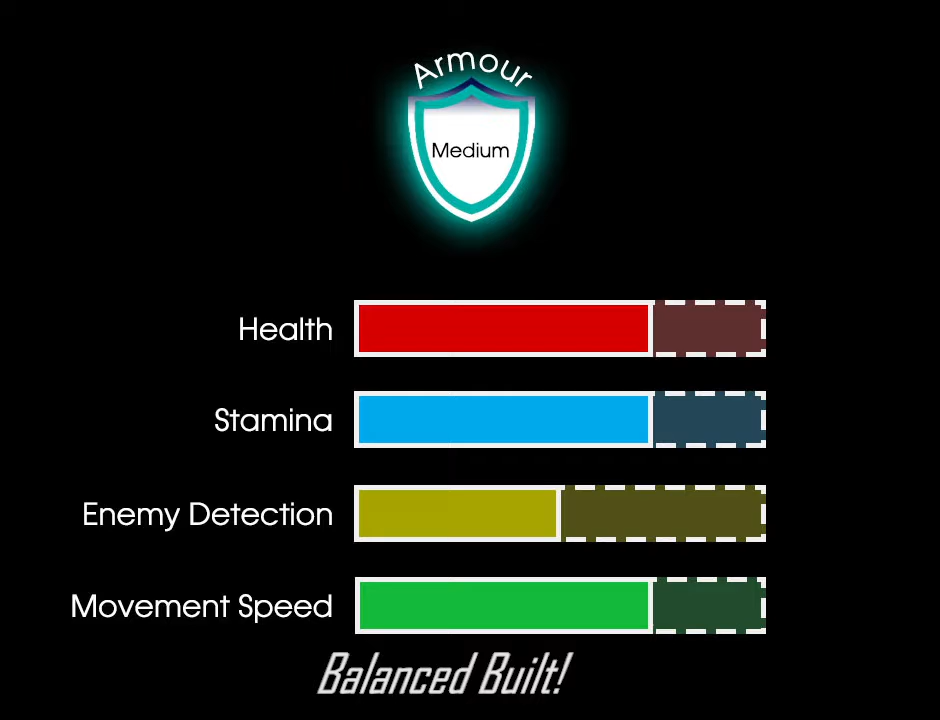 Armour
Medium
Health
Stamina
Enemy Detection
Movement Speed
Balanced Built!